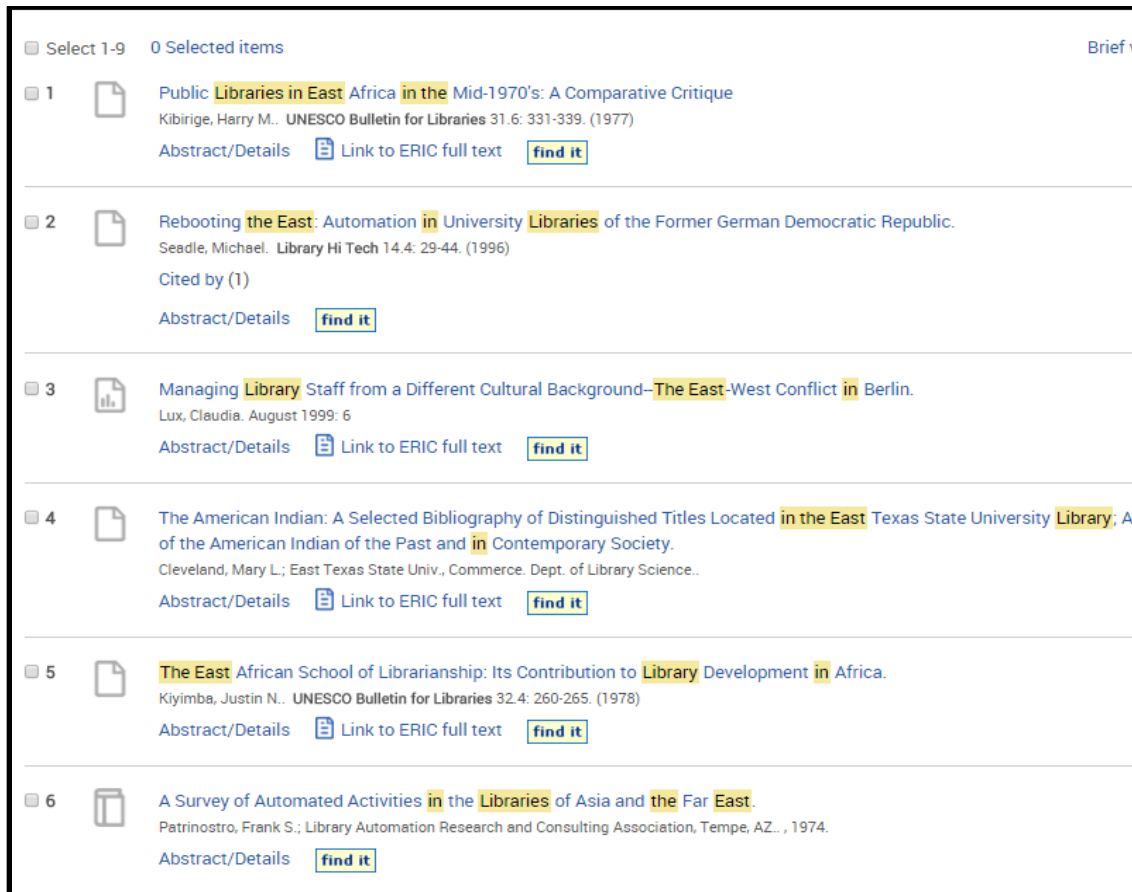 Select 1-9 0 Selected items Brief
1 Public Libraries in East Africa in the Mid-1970's: A Comparative Critique
Kibirige, Harry M.. UNESCO Bulletin for Libraries 31.6: 331-339. (1977)
Abstract/Details Link to ERIC full text find it
2 Rebooting the East: Automation in University Libraries of the Former German Democratic Republic.
Seadle, Michael. Library Hi Tech 14.4: 29-44. (1996)
Cited by (1)
Abstract/Details find it
3 Managing Library Staff from a Different Cultural Background--The East-West Conflict in Berlin.
Lux, Claudia. August 1999: 6
Abstract/Details Link to ERIC full text find it
4 The American Indian: A Selected Bibliography of Distinguished Titles Located in the East Texas State University Library; A
of the American Indian of the Past and in Contemporary Society.
Cleveland, Mary L.; East Texas State Univ., Commerce. Dept. of Library Science..
Abstract/Details Link to ERIC full text find it
5 The East African School of Librarianship: Its Contribution to Library Development in Africa.
Kiyimba, Justin N.. UNESCO Bulletin for Libraries 32.4: 260-265. (1978)
Abstract/Details Link to ERIC full text find it
6 A Survey of Automated Activities in the Libraries of Asia and the Far East.
Patrinostro, Frank S.; Library Automation Research and Consulting Association, Tempe, AZ.. , 1974.
Abstract/Details find it